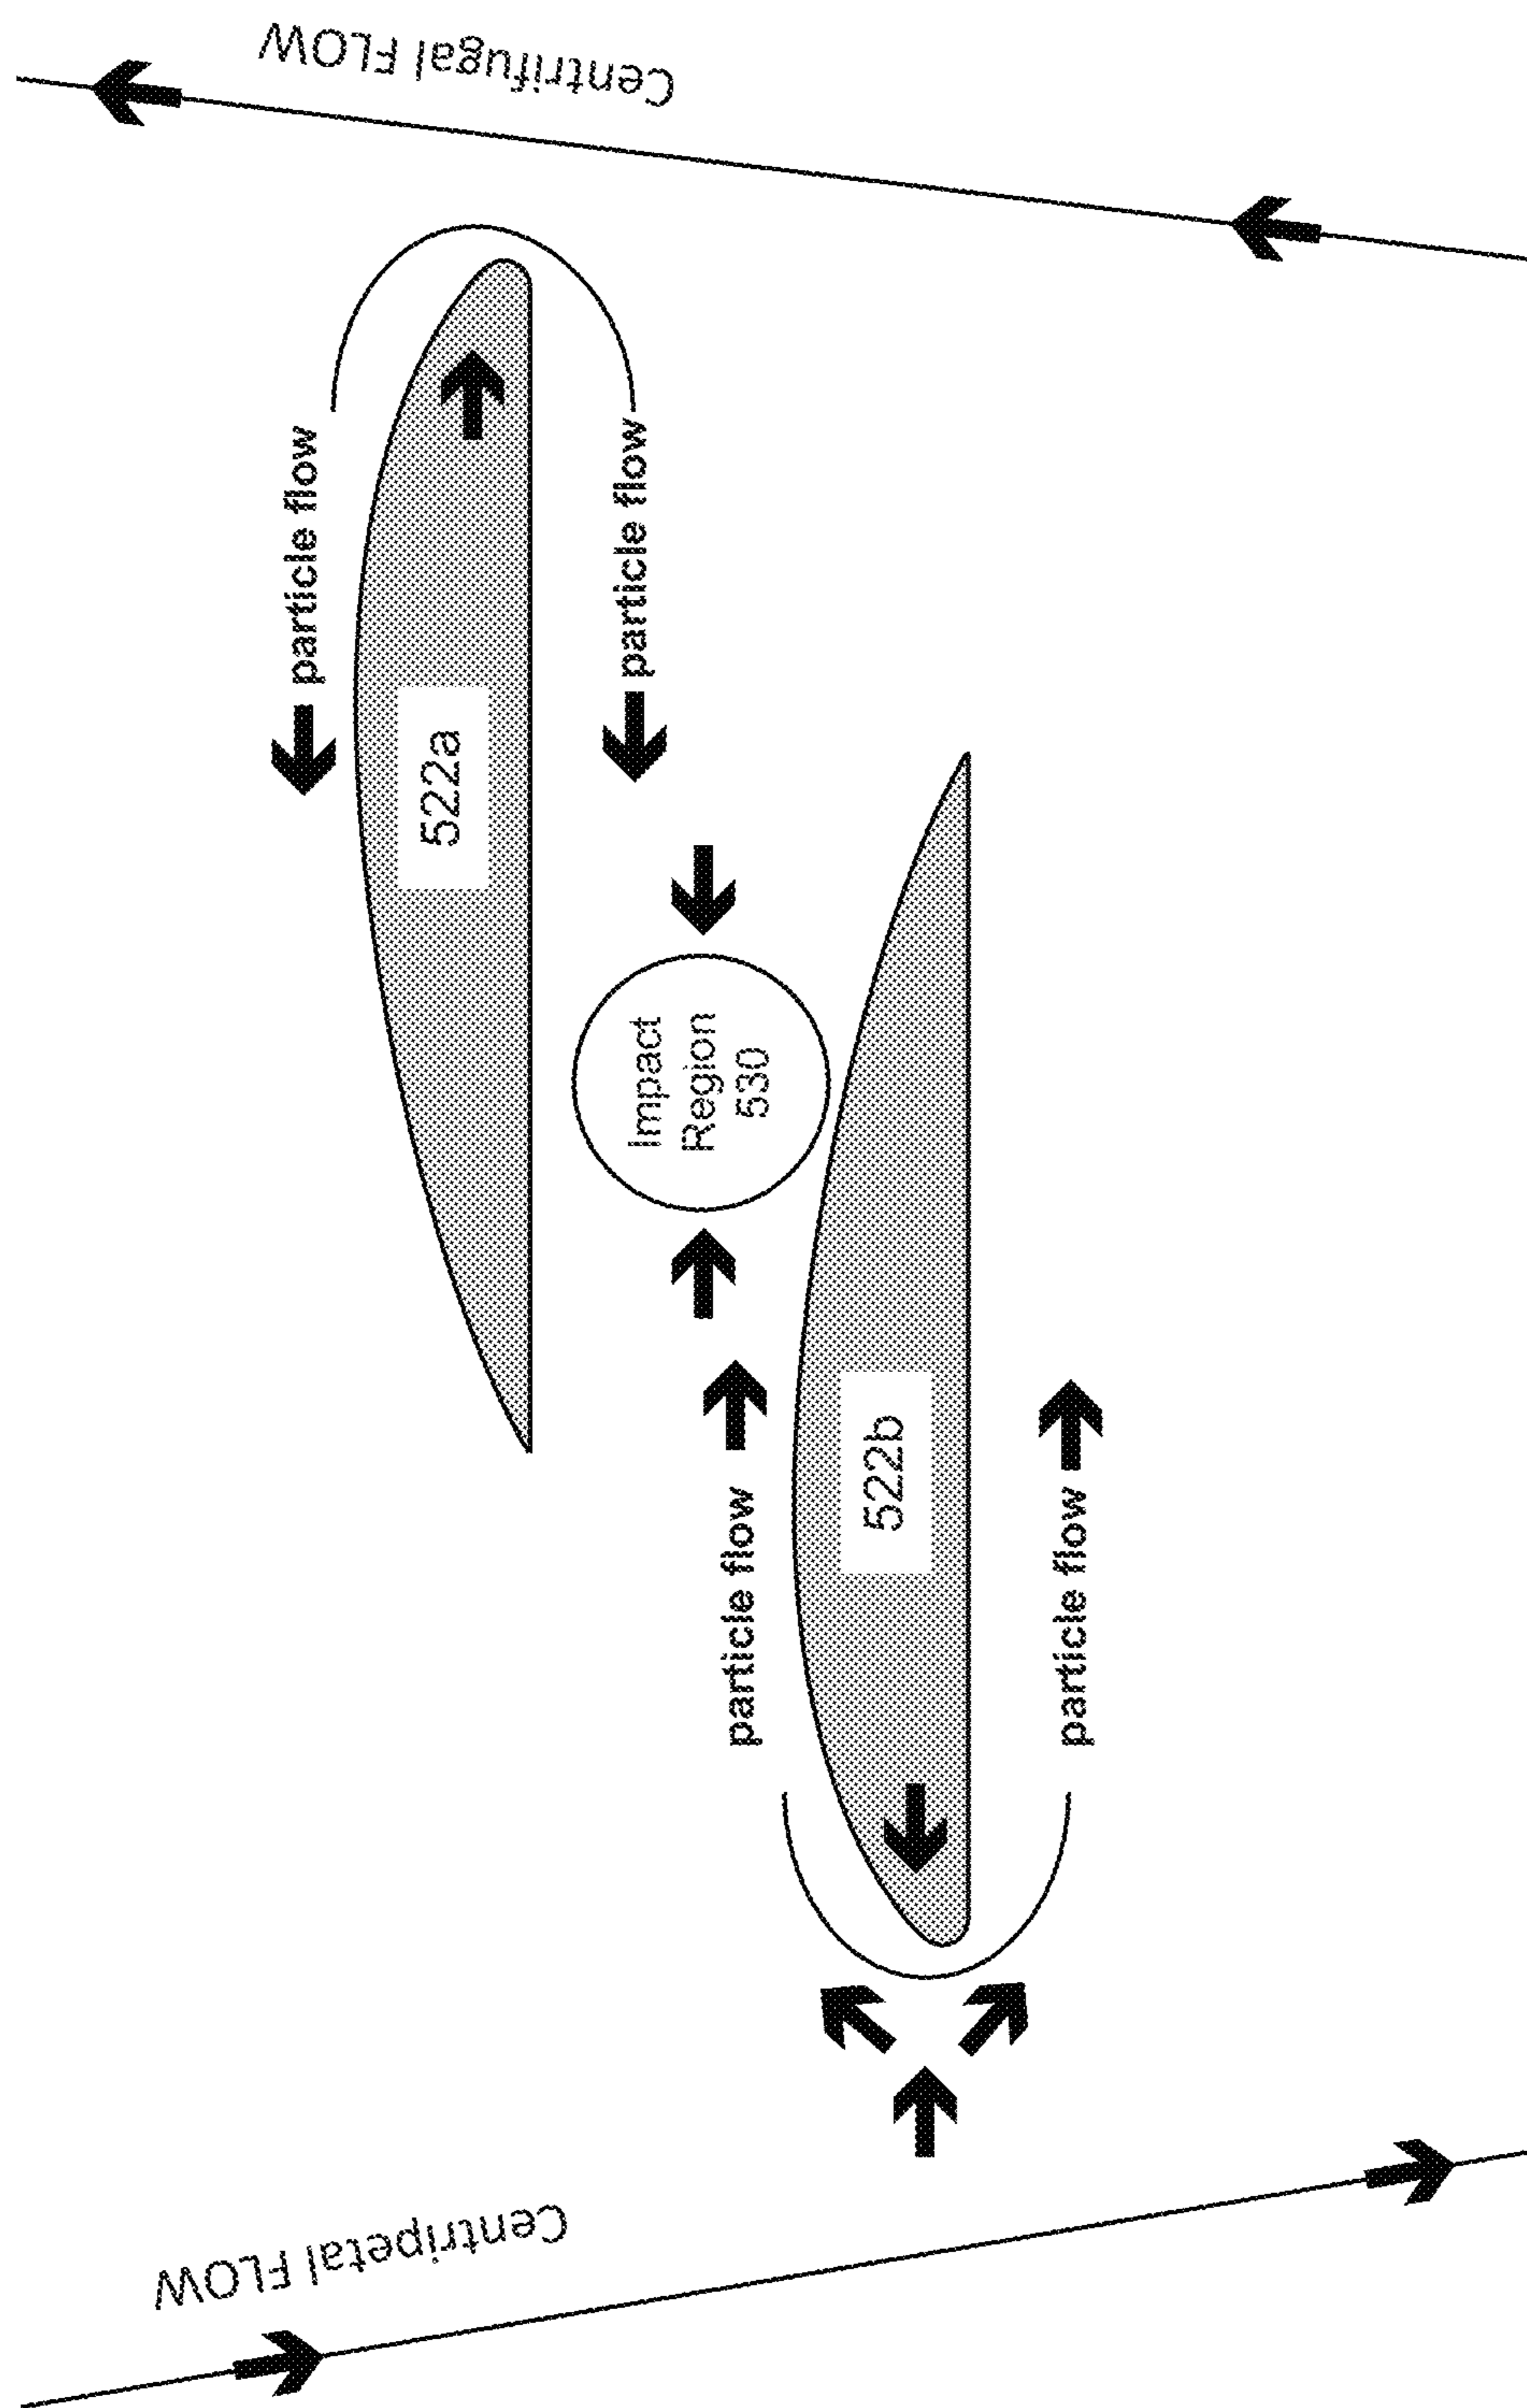 Centrifugal FLOW
particle flow
522a
particle flow
Impact
Region
530
particle flow
522b
particle flow
Centripetal FLOW